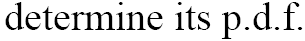 determine its p.d.f.